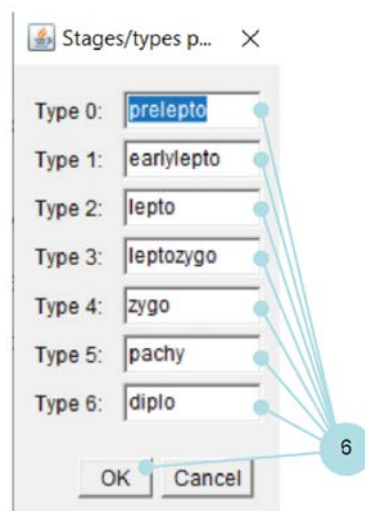 Stages/types p...
Type 0: prelepto
Type 1: earlylepto
Type 2: lepto
Type 3: leptozygo
Type 4: zygo
Type 5: pachy
Type 6: diplo
6
OK Cancel